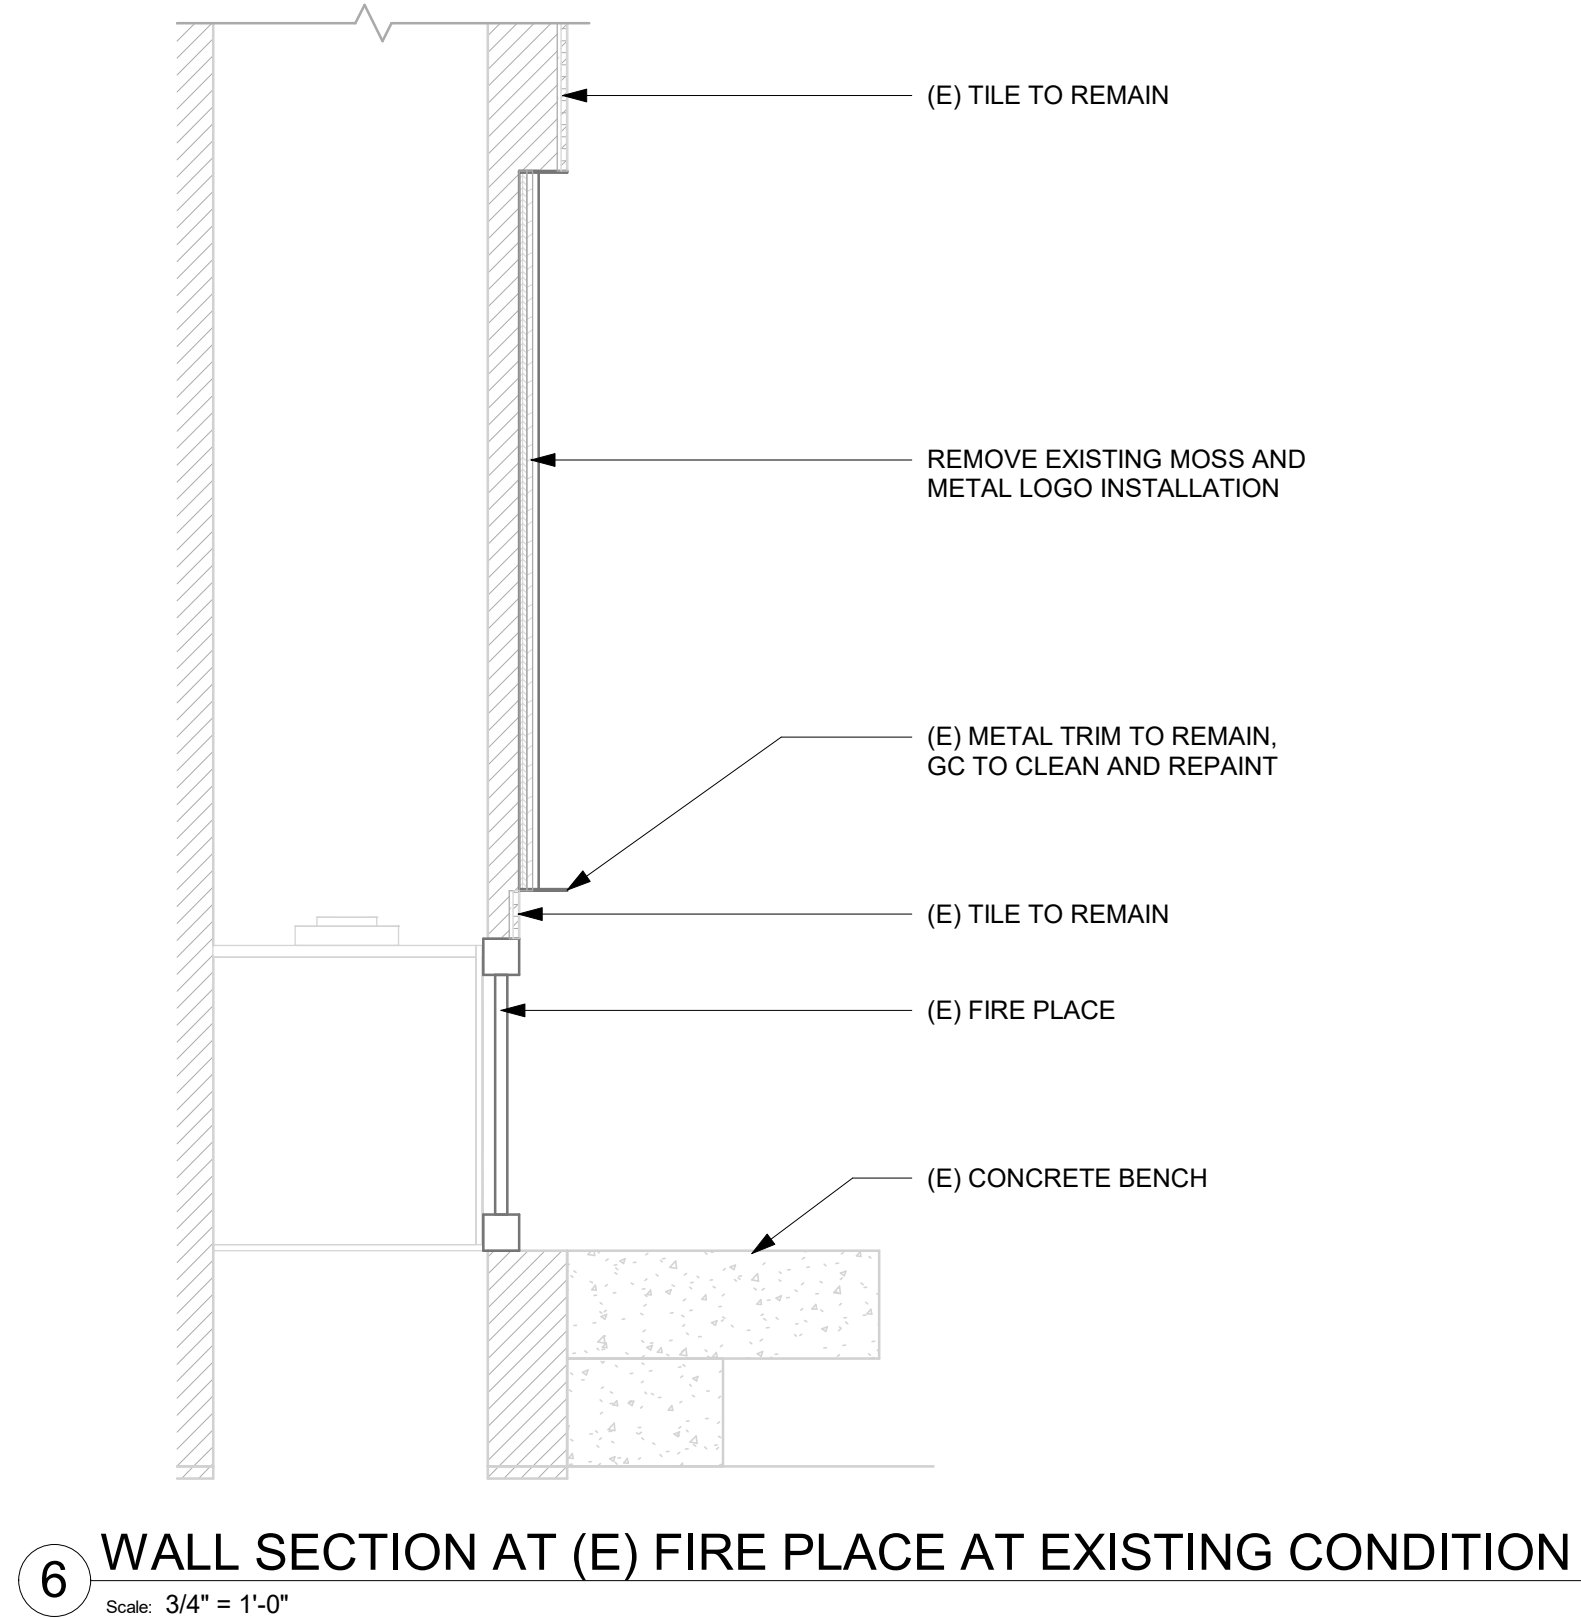 (E) TILE TO REMAIN
REMOVE EXISTING MOSS AND
METAL LOGO INSTALLATION
(E) METAL TRIM TO REMAIN,
GC TO CLEAN AND REPAINT
(E) TILE TO REMAIN
(E) FIRE PLACE
(E) CONCRETE BENCH
6 WALL SECTION AT (E) FIRE PLACE AT EXISTING CONDITION
Scale: 3/4" = 1'-0"